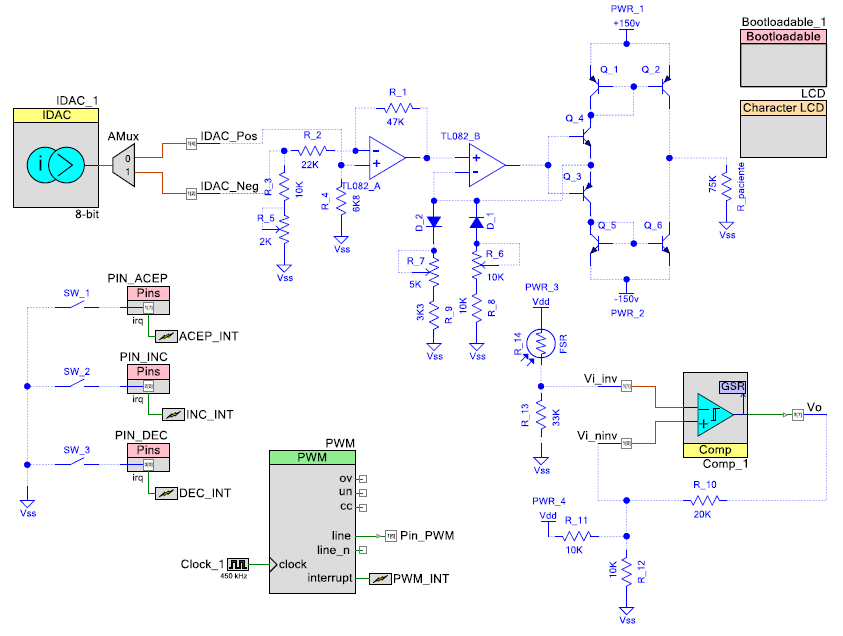 PWR_1
+150v
Bootloadable_1
Bootloadable
Q_1
Q_2
IDAC_1
IDAC
LCD
Character LCD
R_1
47K
Q_4
AMux
0
1
IDAC_Pos
R_2
22K
TL082_B
TL082_A
i
IDAC_Neg
8-bit
R_3
10K
R_4
6K8
Q_3
75K
R_paciente
R_5
2K
Vss
Vss
Vss
D_2
D_1
Q_5
Q_6
R_7
5K
R_6
10K
-150v
PWR_2
PIN_ACEP
Pins
SW_1
irq
ACEP_INT
3K3
R_9
10K
R_8
Vss
Vss
PWR_3
Vdd
R_14
FSR
PIN_INC
Pins
SW_2
irq
INC_INT
Vi_inv
GSR
Vo
R_13
33K
Vi_ninv
Comp
Comp_1
Vss
PIN_DEC
Pins
SW_3
irq
DEC_INT
Vss
PWM
PWM
ov
un
cc
line
line_n
clock
interrupt
Pin_PWM
PWM_INT
Clock_1
450 kHz
R_10
20K
PWR_4
Vdd
R_11
10K
10K
R_12
Vss